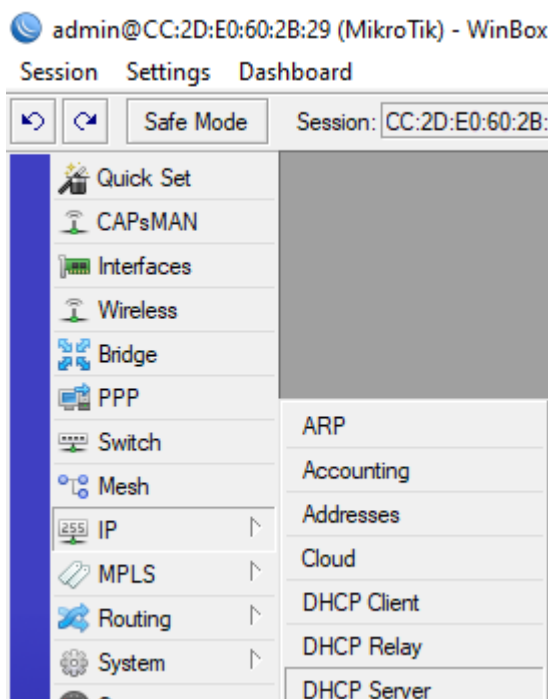 admin@CC:2D:E0:60:2B:29 (MikroTik) - WinBox
Session Settings Dashboard
Safe Mode Session: CC:2D:E0:60:2B:
Quick Set
CAPsMAN
Interfaces
Wireless
Bridge
PPP
Switch
Mesh
255 IP
MPLS
Routing
System
ARP
Accounting
Addresses
Cloud
DHCP Client
DHCP Relay
DHCP Server